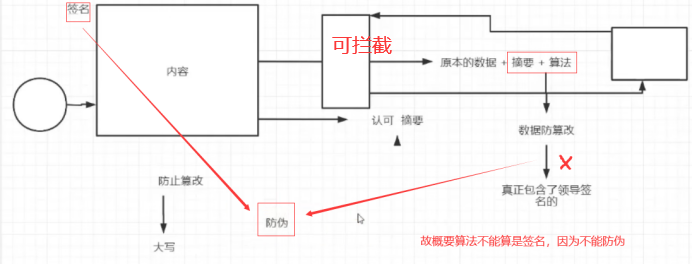 签名
可拦截
内容
原本的数据 + 摘要 + 算法
认可 摘要
数据防篡改
防止篡改
真正包含了领导签
名的
防伪
大写
故概要算法不能算是签名，因为不能防伪